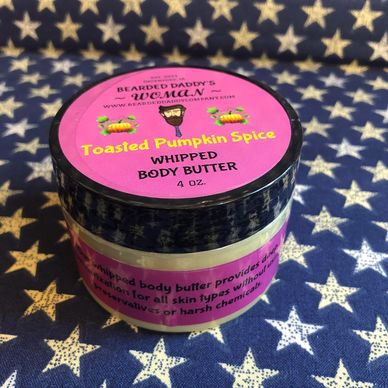 BEARDED DADDY'S
~ WOMAN ~
WWW.BEARDEDDADDYCOMPANY.COM
Toasted Pumpkin Spice
WHIPPED
BODY BUTTER
4 OZ.
whipped body butter provides
for all skin types without
preservatives or harsh chemicals.